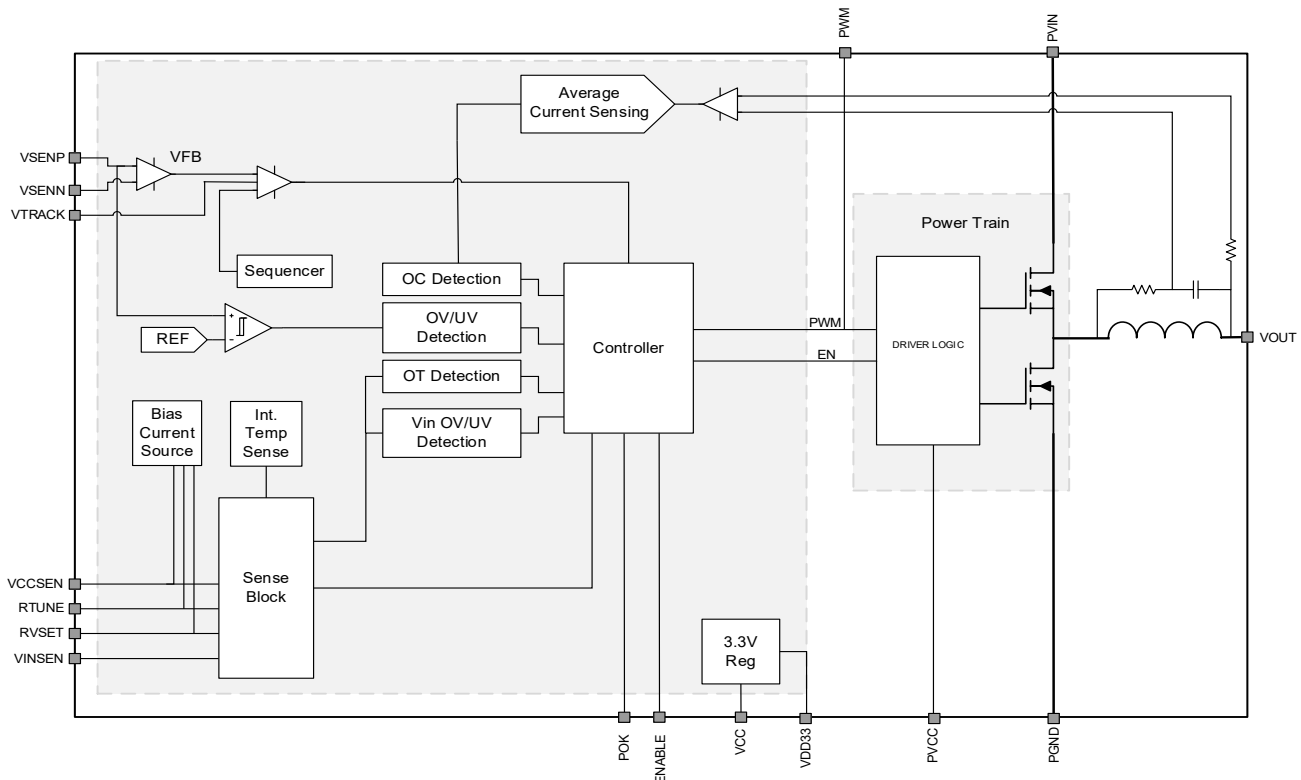 PWM
PVIN
Average
Current Sensing
VSENP
VFB
VSENN
VTRACK
Power Train
Sequencer
OC Detection
REF
+
-
OV/UV
Detection
Controller
PWM
DRIVER LOGIC
VOUT
EN
OT Detection
Bias
Current
Source
Int.
Temp
Sense
Vin OV/UV
Detection
VCCSEN
RTUNE
RVSET
VINSEN
Sense
Block
3.3V
Reg
POK
ENABLE
VCC
VDD33
PVCC
PGND